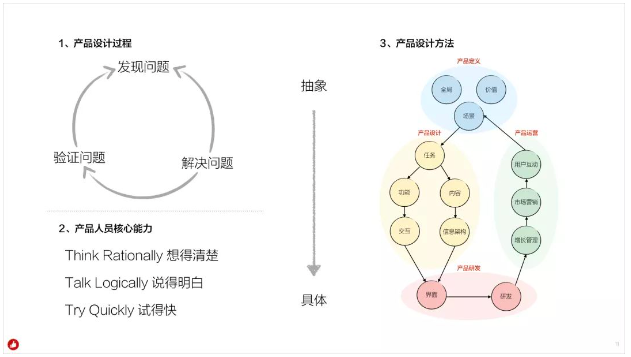 1、产品设计过程
发现问题
验证问题
解决问题
2、产品人员核心能力
Think Rationally 想得清楚
Talk Logically 说得明白
Try Quickly 试得快
抽象
具体
3、产品设计方法
产品定义
全局
价值
场景
产品设计
产品运营
任务
用户互动
功能
内容
市场营销
交互
信息架构
增长管理
产品研发
界面
研发